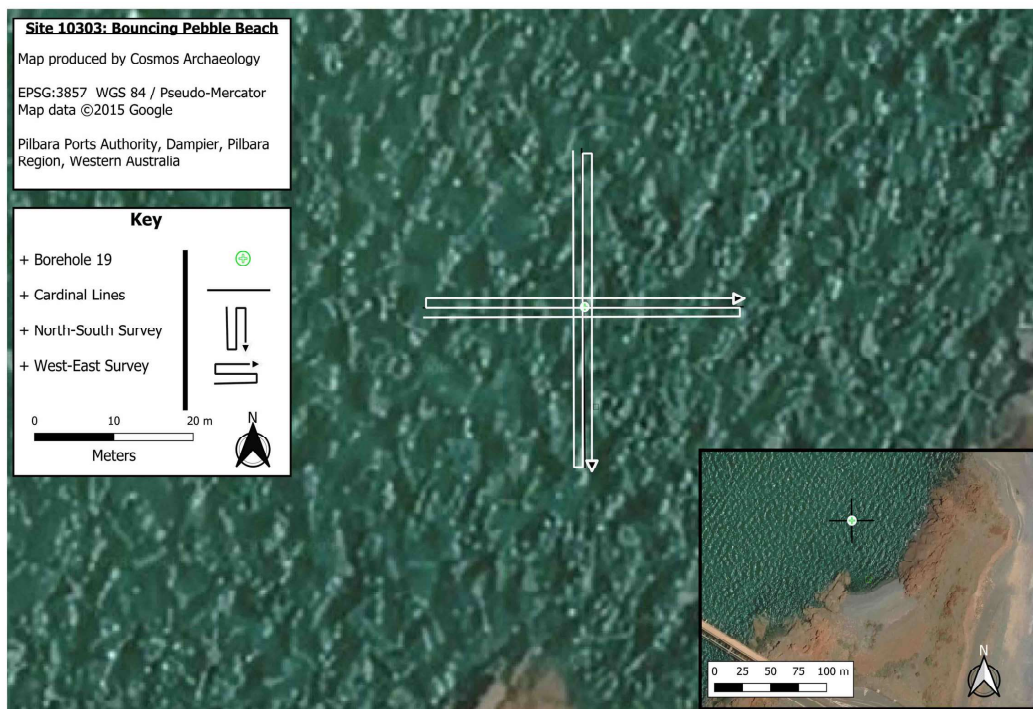 Site 10303: Bouncing Pebble Beach
Map produced by Cosmos Archaeology
EPSG:3857 WGS 84 / Pseudo-Mercator
Map data ©2015 Google
Pilbara Ports Authority, Dampier, Pilbara
Region, Western Australia
Key
+ Borehole 19
+ Cardinal Lines
+ North-South Survey
+ West-East Survey
0 10 20 m
Meters
N
N
0 25 50 75 100 m